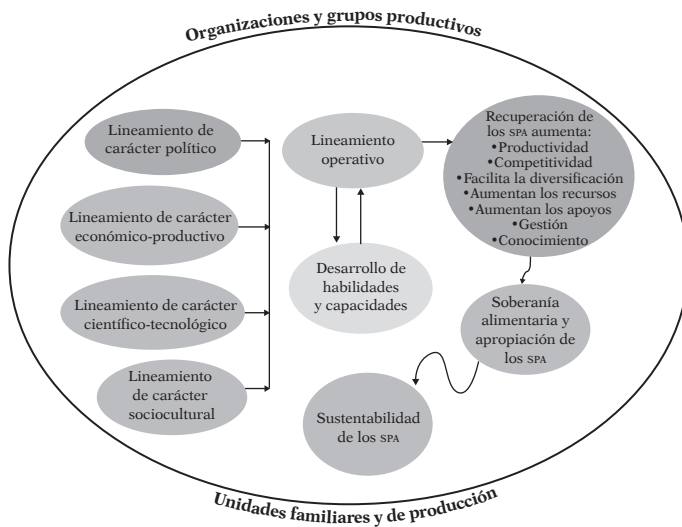 Organizaciones y grupos productivos
Lineamiento de
carácter político
Lineamiento de carácter
económico-productivo
Lineamiento de carácter
científico-tecnológico
Lineamiento
de carácter
sociocultural
Lineamiento
operativo
Desarrollo de
habilidades
y capacidades
Recuperación de
los SPA aumenta:
•Productividad
•Competitividad
•Facilita la diversificación
•Aumentan los recursos
•Aumentan los apoyos
•Gestión
•Conocimiento
Soberanía
alimentaria y
apropiación de
los SPA
Sustentabilidad
de los SPA
Unidades familiares y de producción